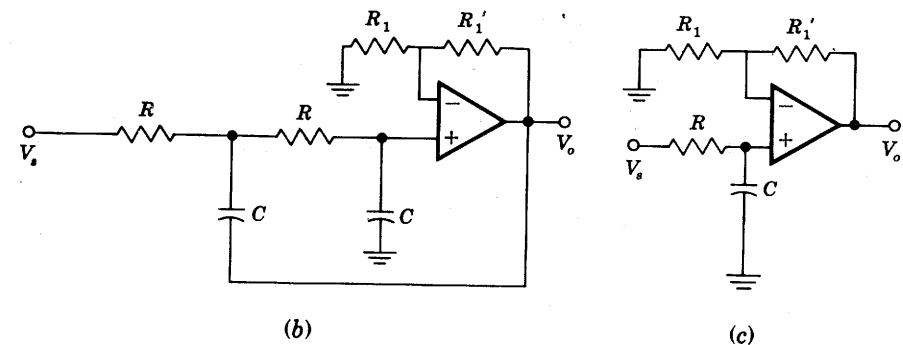 R₁ R₁'
−
+
R R
Vₛ
C C
Vₒ
(b)
R₁ R₁'
−
+
R
Vₛ
C
Vₒ
(c)